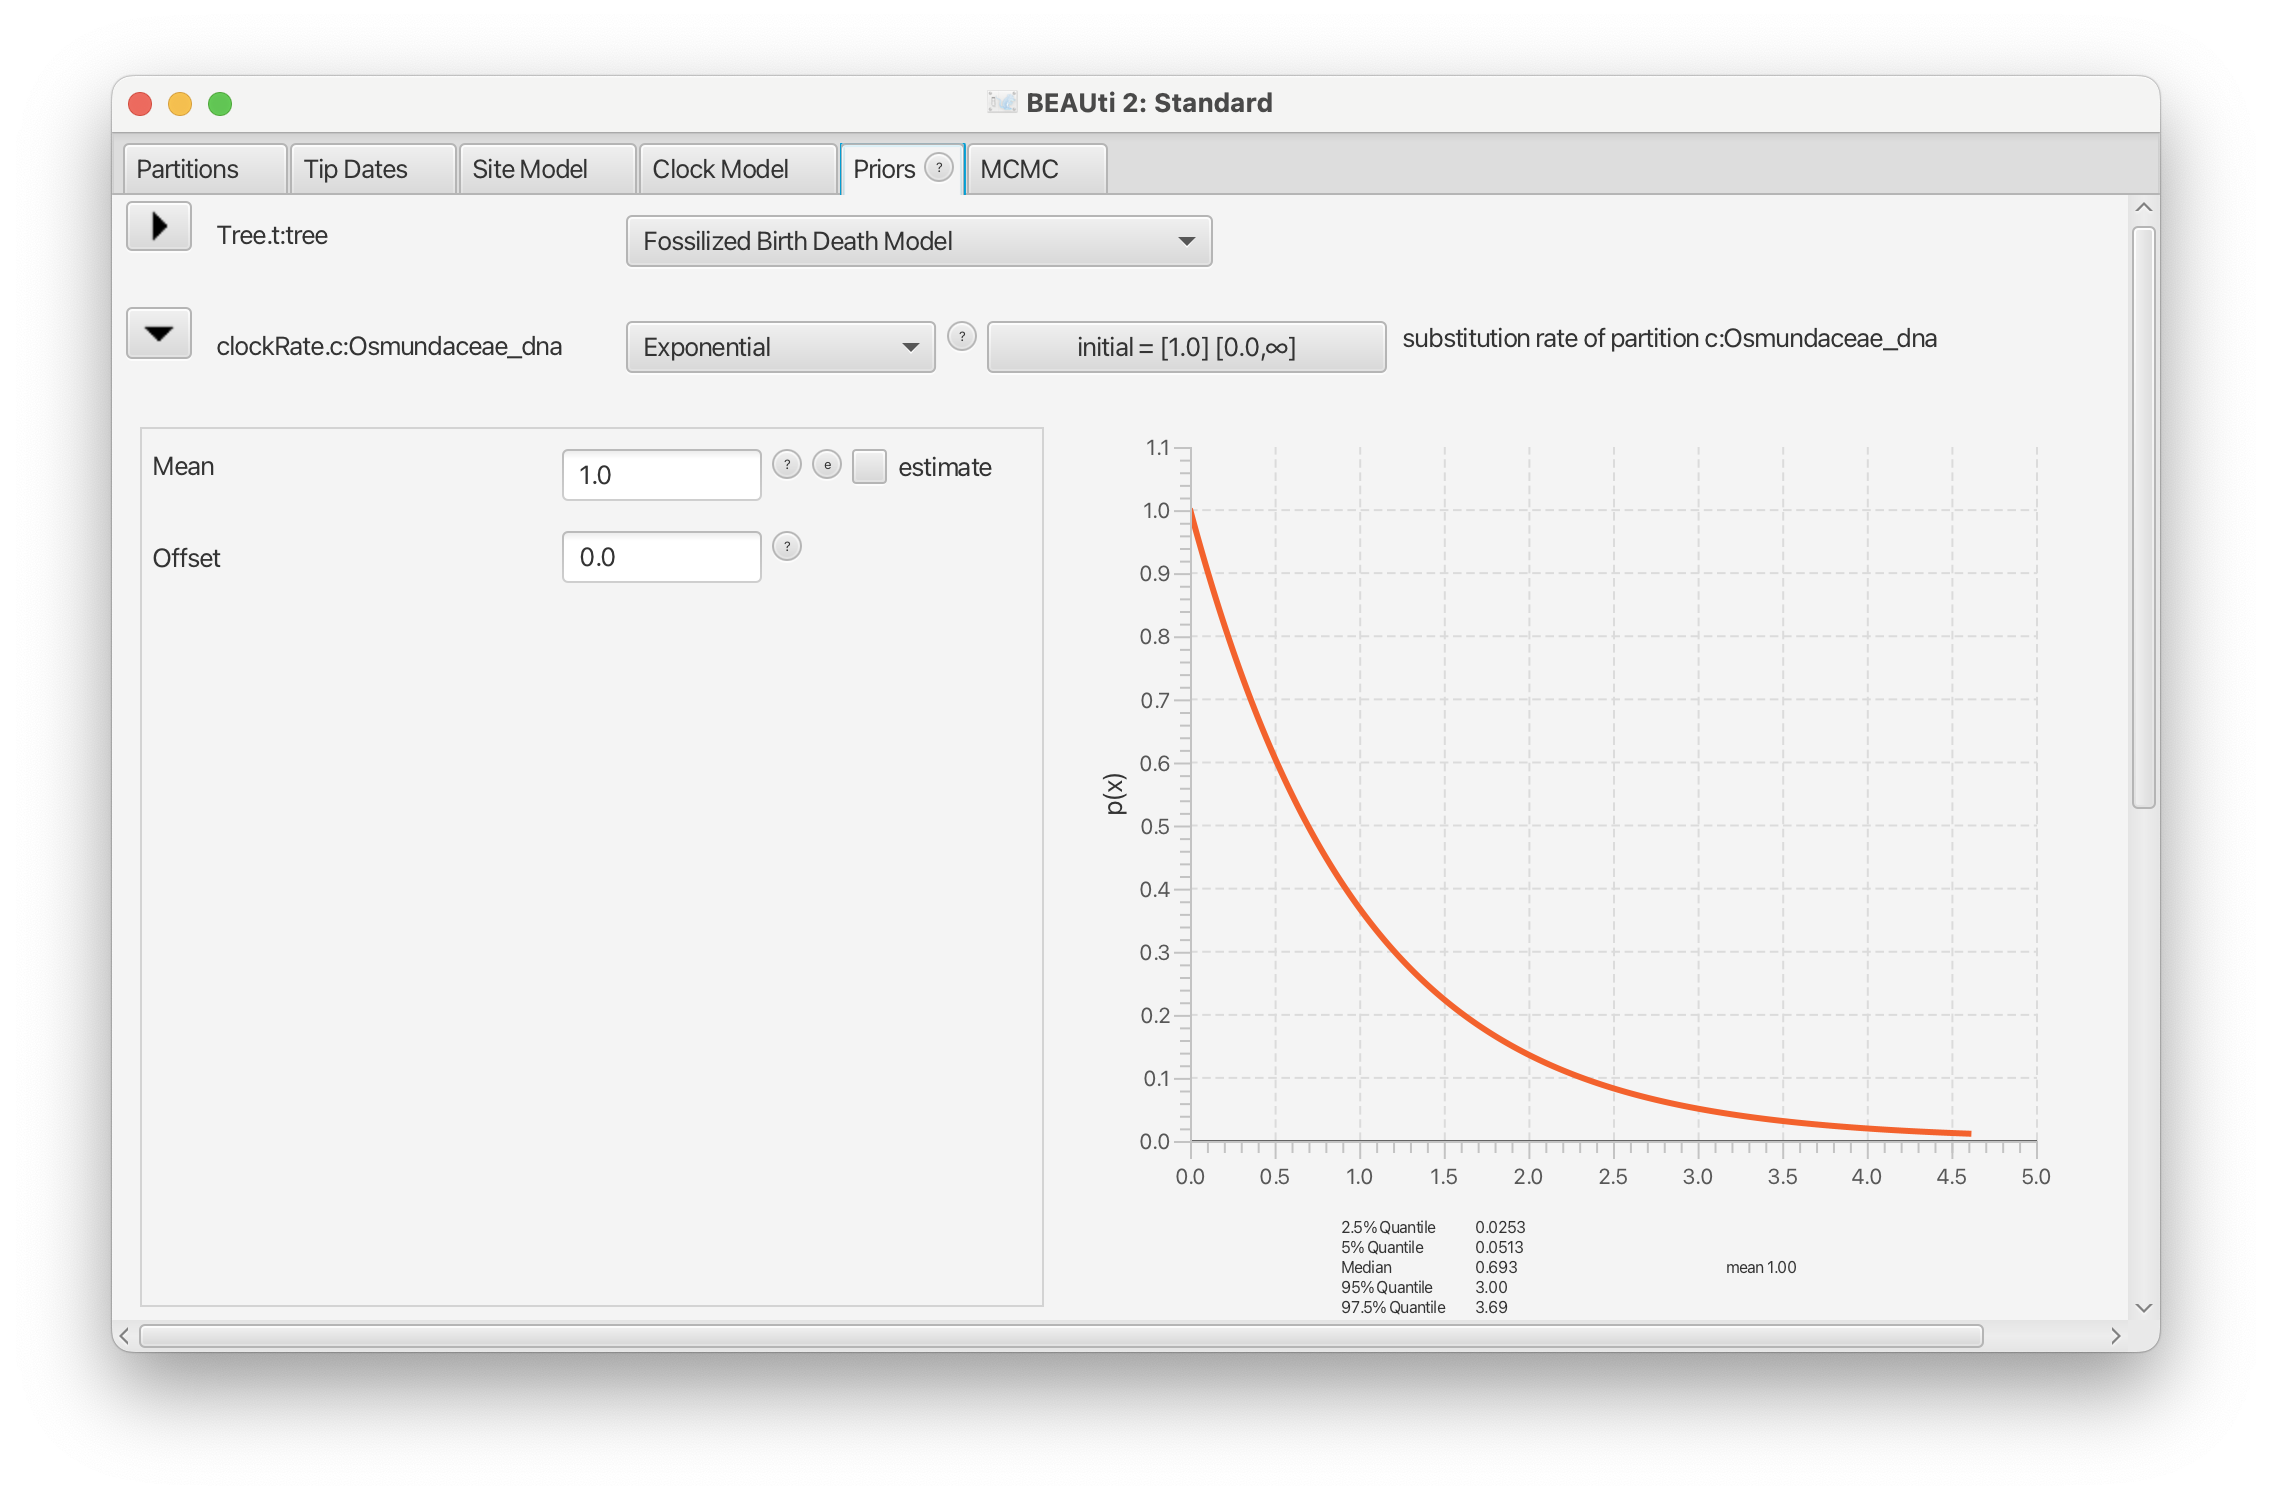 BEAUti 2: Standard
Partitions Tip Dates Site Model Clock Model Priors ? MCMC
Tree.t:tree Fossilized Birth Death Model
clockRate.c:Osmundaceae_dna Exponential ? initial = [1.0] [0.0,∞] substitution rate of partition c:Osmundaceae_dna
Mean 1.0 ? e estimate
Offset 0.0 ?
1.1
1.0
0.9
0.8
0.7
0.6
p(x)
0.5
0.4
0.3
0.2
0.1
0.0
0.0 0.5 1.0 1.5 2.0 2.5 3.0 3.5 4.0 4.5 5.0
2.5% Quantile 0.0253
5% Quantile 0.0513
Median 0.693 mean 1.00
95% Quantile 3.00
97.5% Quantile 3.69